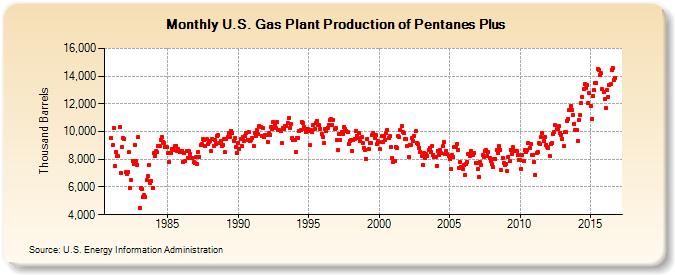 Monthly U.S. Gas Plant Production of Pentanes Plus
Thousand Barrels
16,000
14,000
12,000
10,000
8,000
6,000
4,000
1985 1990 1995 2000 2005 2010 2015
Source: U.S. Energy Information Administration